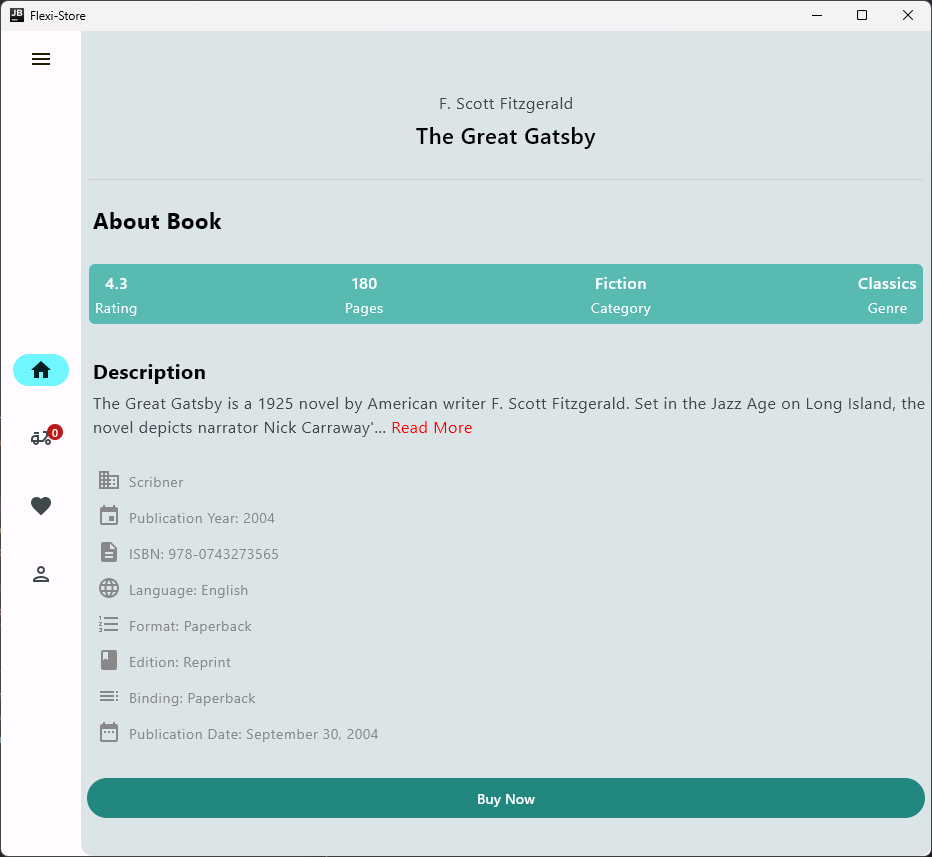 JB
Flexi-Store
F. Scott Fitzgerald
The Great Gatsby
About Book
4.3 180 Fiction Classics
Rating Pages Category Genre
Description
The Great Gatsby is a 1925 novel by American writer F. Scott Fitzgerald. Set in the Jazz Age on Long Island, the
novel depicts narrator Nick Carraway'... Read More
0
Scribner
Publication Year: 2004
ISBN: 978-0743273565
Language: English
Format: Paperback
Edition: Reprint
Binding: Paperback
Publication Date: September 30, 2004
Buy Now